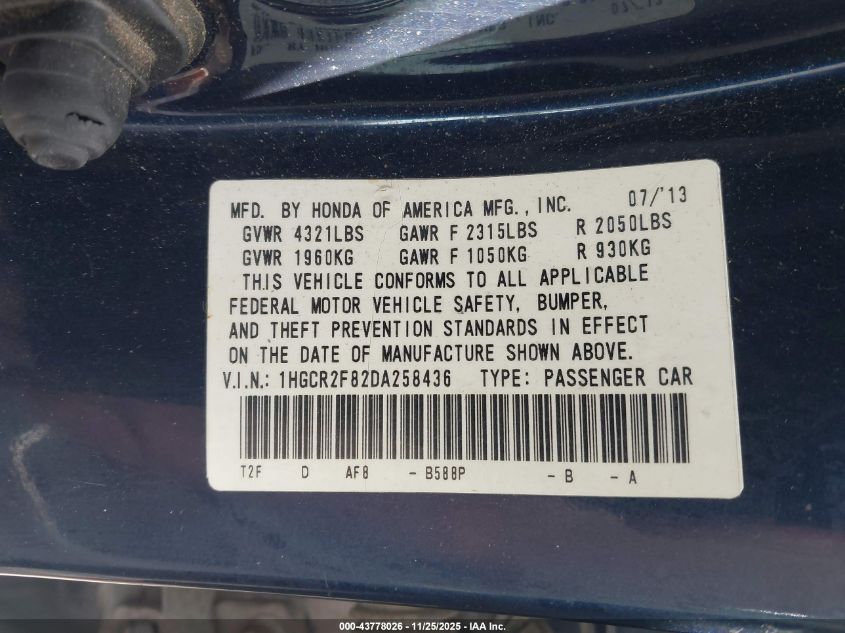 MFD. BY HONDA OF AMERICA MFG., INC. 07/'13
GVWR 4321LBS GAWR F 2315LBS R 2050LBS
GVWR 1960KG GAWR F 1050KG R 930KG
THIS VEHICLE CONFORMS TO ALL APPLICABLE
FEDERAL MOTOR VEHICLE SAFETY, BUMPER,
AND THEFT PREVENTION STANDARDS IN EFFECT
ON THE DATE OF MANUFACTURE SHOWN ABOVE.
V.I.N.: 1HGCR2F82DA258436 TYPE: PASSENGER CAR
T2F D AF8 - B588P - B - A
000-43778026 - 11/25/2025 - IAA Inc.